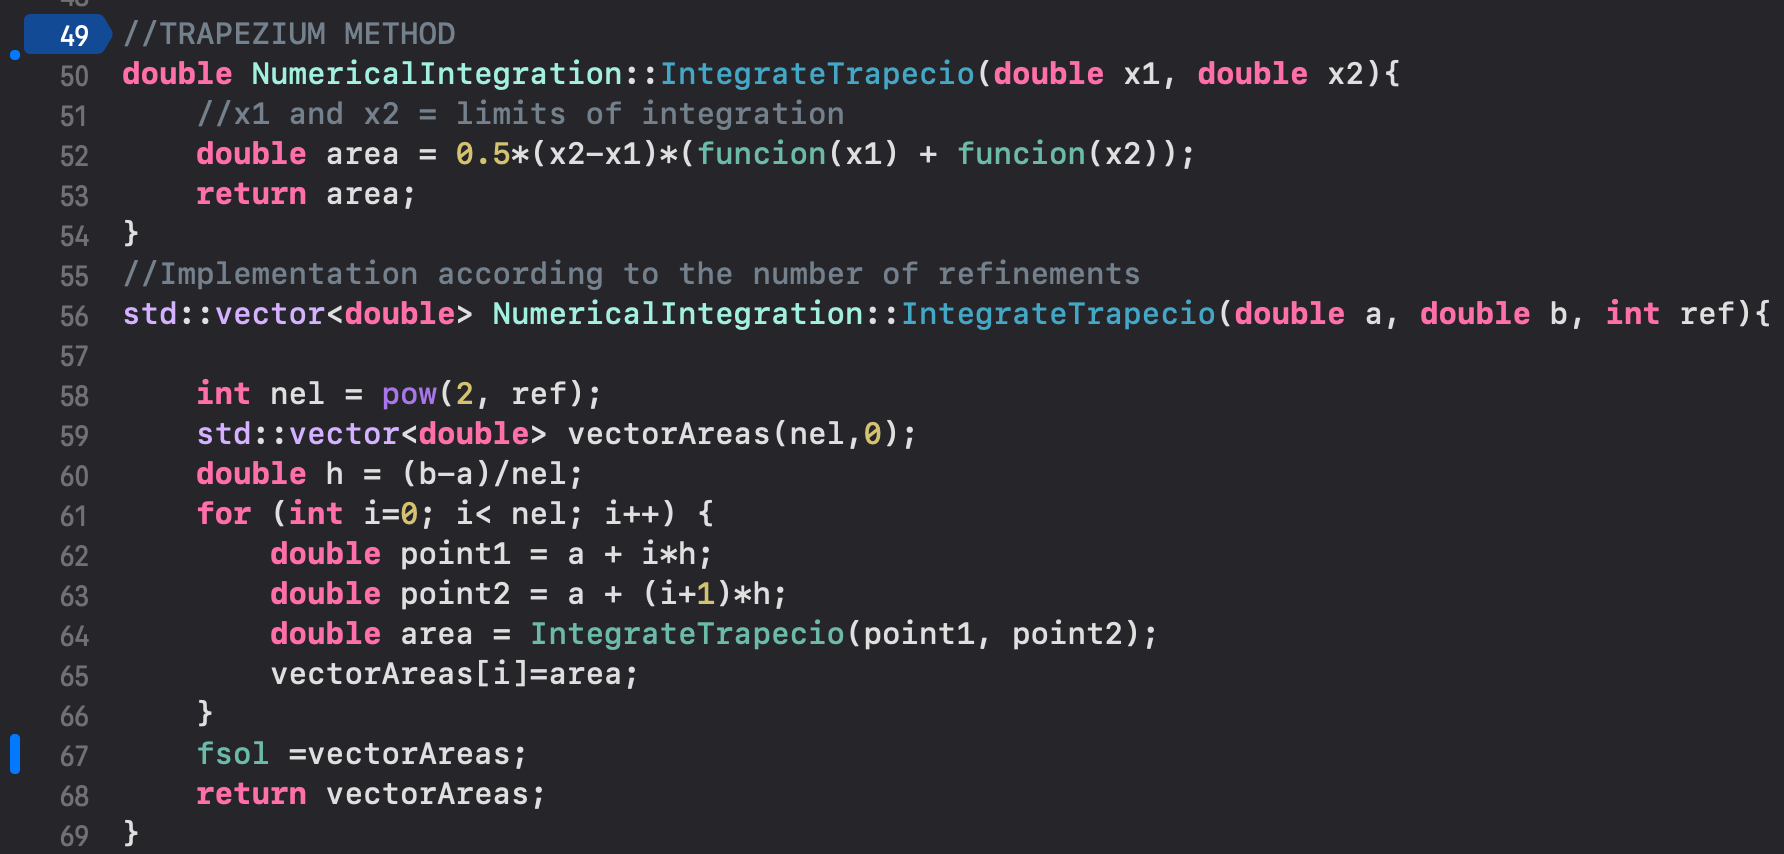 49 //TRAPEZIUM METHOD
50 double NumericalIntegration::IntegrateTrapecio(double x1, double x2){
51     //x1 and x2 = limits of integration
52     double area = 0.5*(x2-x1)*(funcion(x1) + funcion(x2));
53     return area;
54 }
55 //Implementation according to the number of refinements
56 std::vector<double> NumericalIntegration::IntegrateTrapecio(double a, double b, int ref){
57
58     int nel = pow(2, ref);
59     std::vector<double> vectorAreas(nel,0);
60     double h = (b-a)/nel;
61     for (int i=0; i< nel; i++) {
62         double point1 = a + i*h;
63         double point2 = a + (i+1)*h;
64         double area = IntegrateTrapecio(point1, point2);
65         vectorAreas[i]=area;
66     }
67     fsol =vectorAreas;
68     return vectorAreas;
69 }